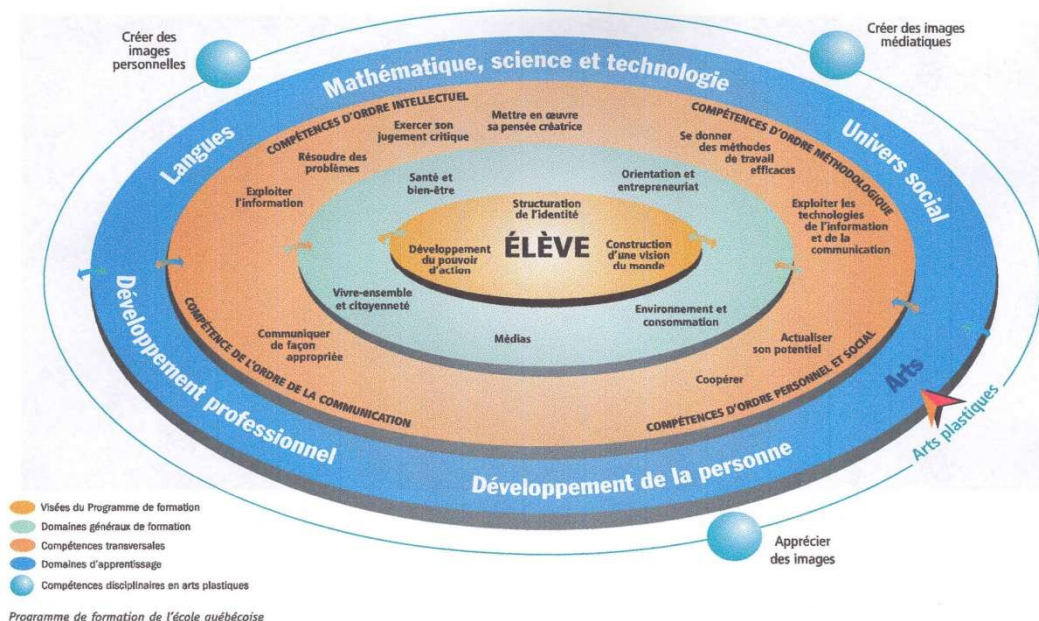 Créer des
images
personnelles
Créer des images
médiatiques
Mathématique, science et technologie
Langues
Univers social
COMPÉTENCES D'ORDRE INTELLECTUEL
COMPÉTENCES D'ORDRE MÉTHODOLOGIQUE
Mettre en œuvre
sa pensée créatrice
Exercer son
jugement critique
Résoudre des
problèmes
Exploiter
l'information
Se donner
des méthodes
de travail
efficaces
Exploiter les
technologies
de l'information
et de la
communication
Santé et
bien-être
Orientation et
entrepreneuriat
Structuration
de l'identité
ÉLÈVE
Développement
du pouvoir
d'action
Construction
d'une vision
du monde
Vivre-ensemble
et citoyenneté
Médias
Environnement et
consommation
Communiquer
de façon
appropriée
Actualiser
son potentiel
Coopérer
COMPÉTENCE DE L'ORDRE DE LA COMMUNICATION
COMPÉTENCES D'ORDRE PERSONNEL ET SOCIAL
Développement professionnel
Développement de la personne
Arts
Arts plastiques
Apprécier
des images
Visées du Programme de formation
Domaines généraux de formation
Compétences transversales
Domaines d'apprentissage
Compétences disciplinaires en arts plastiques
Programme de formation de l'école québécoise